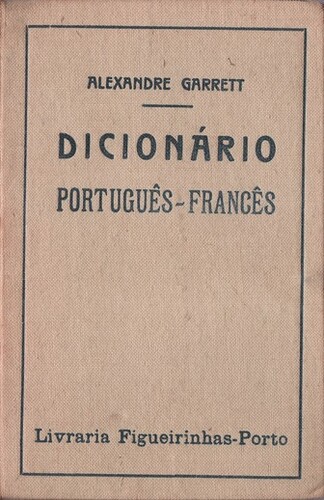 ALEXANDRE GARRETT
DICIONÁRIO
PORTUGUÊS-FRANCÊS
Livraria Figueirinhas-Porto